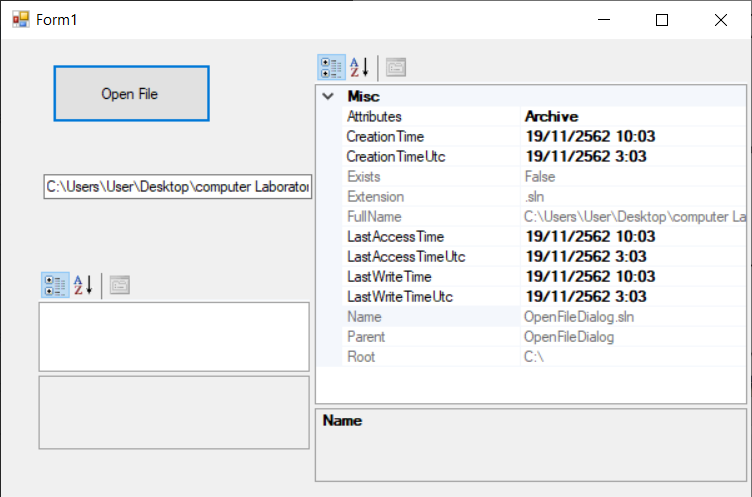 Form1
Open File
C:\Users\User\Desktop\computer Laborator
Misc
Attributes Archive
CreationTime 19/11/2562 10:03
CreationTimeUtc 19/11/2562 3:03
Exists False
Extension .sln
FullName C:\Users\User\Desktop\computer La
LastAccessTime 19/11/2562 10:03
LastAccessTimeUtc 19/11/2562 3:03
LastWriteTime 19/11/2562 10:03
LastWriteTimeUtc 19/11/2562 3:03
Name OpenFileDialog.sln
Parent OpenFileDialog
Root C:\
Name